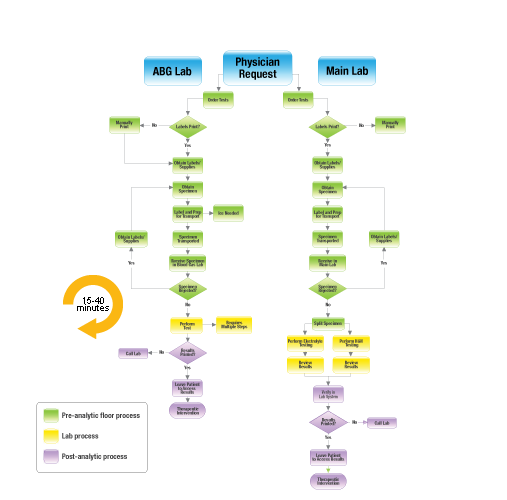 Physician
Request
ABG Lab
Main Lab
Order Tests
Order Tests
Manually
Print
No
Labels Print?
Yes
Labels Print?
No
Manually
Print
Yes
Obtain Labels/
Supplies
Obtain Labels/
Supplies
Obtain
Specimen
Obtain
Specimen
Label and Prep
for Transport
Ice Needed
Label and Prep
for Transport
Obtain Labels/
Supplies
Specimen
Transported
Specimen
Transported
Obtain Labels/
Supplies
Receive Specimen
in Blood Gas Lab
Receive in
Main Lab
Yes
Specimen
Rejected?
Specimen
Rejected?
Yes
No
No
15-40
minutes
Perform
Test
Requires
Multiple Steps
Split Specimen
Perform Electrolyte
Testing
Perform H&H
Testing
Call Lab
No
Results
Printed?
Yes
Review
Results
Review
Results
Leave Patient
to Access
Results
Verify in
Lab System
Therapeutic
Intervention
Results
Printed?
No
Call Lab
Yes
Leave Patient
to Access Results
Therapeutic
Intervention
Pre-analytic floor process
Lab process
Post-analytic process